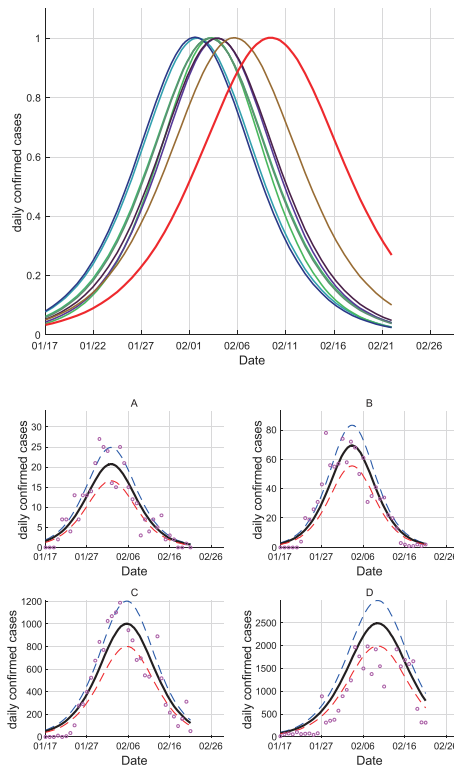 daily confirmed cases
1
0.8
0.6
0.4
0.2
0
01/17 01/22 01/27 02/01 02/06 02/11 02/16 02/21 02/26
Date
A
daily confirmed cases
30
25
20
15
10
5
0
01/17 01/27 02/06 02/16 02/26
Date
B
80
60
40
20
0
01/17 01/27 02/06 02/16 02/26
Date
C
daily confirmed cases
1200
1000
800
600
400
200
0
01/17 01/27 02/06 02/16 02/26
Date
D
daily confirmed cases
2500
2000
1500
1000
500
0
01/17 01/27 02/06 02/16 02/26
Date